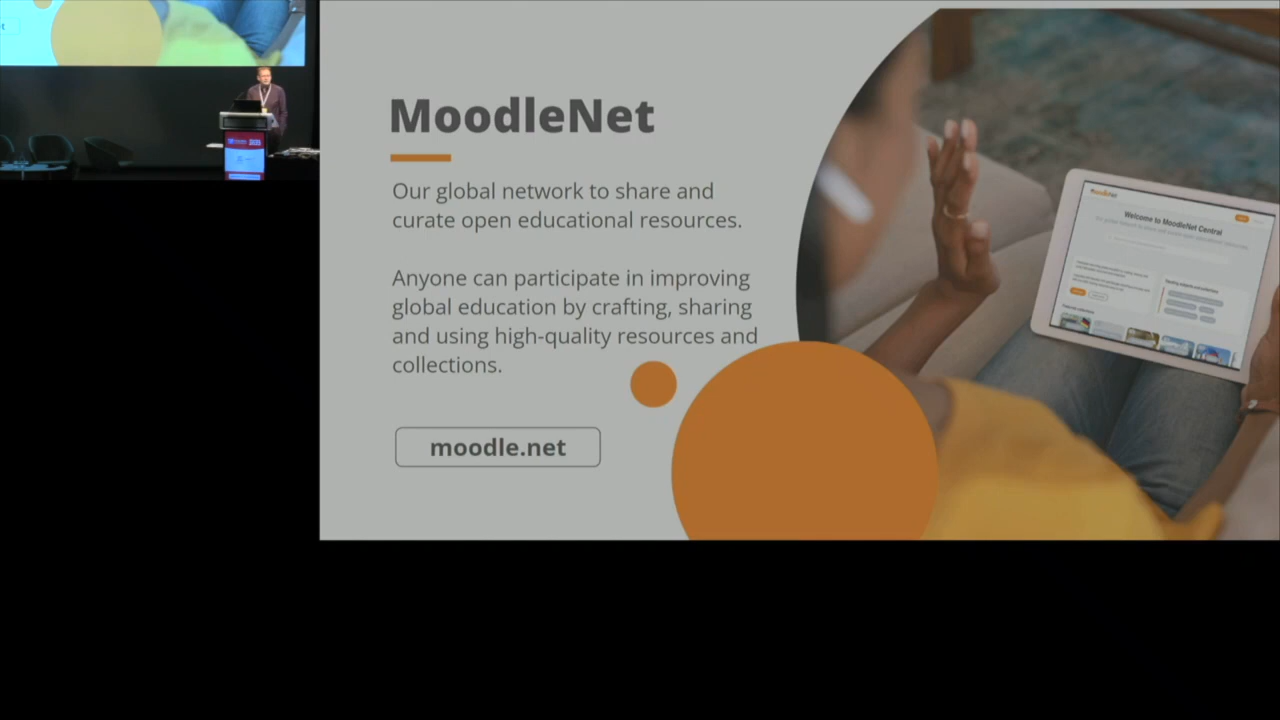 MoodleNet
Our global network to share and
curate open educational resources.
Anyone can participate in improving
global education by crafting, sharing
and using high-quality resources and
collections.
moodle.net
MoodleNet
Welcome to MoodleNet Central